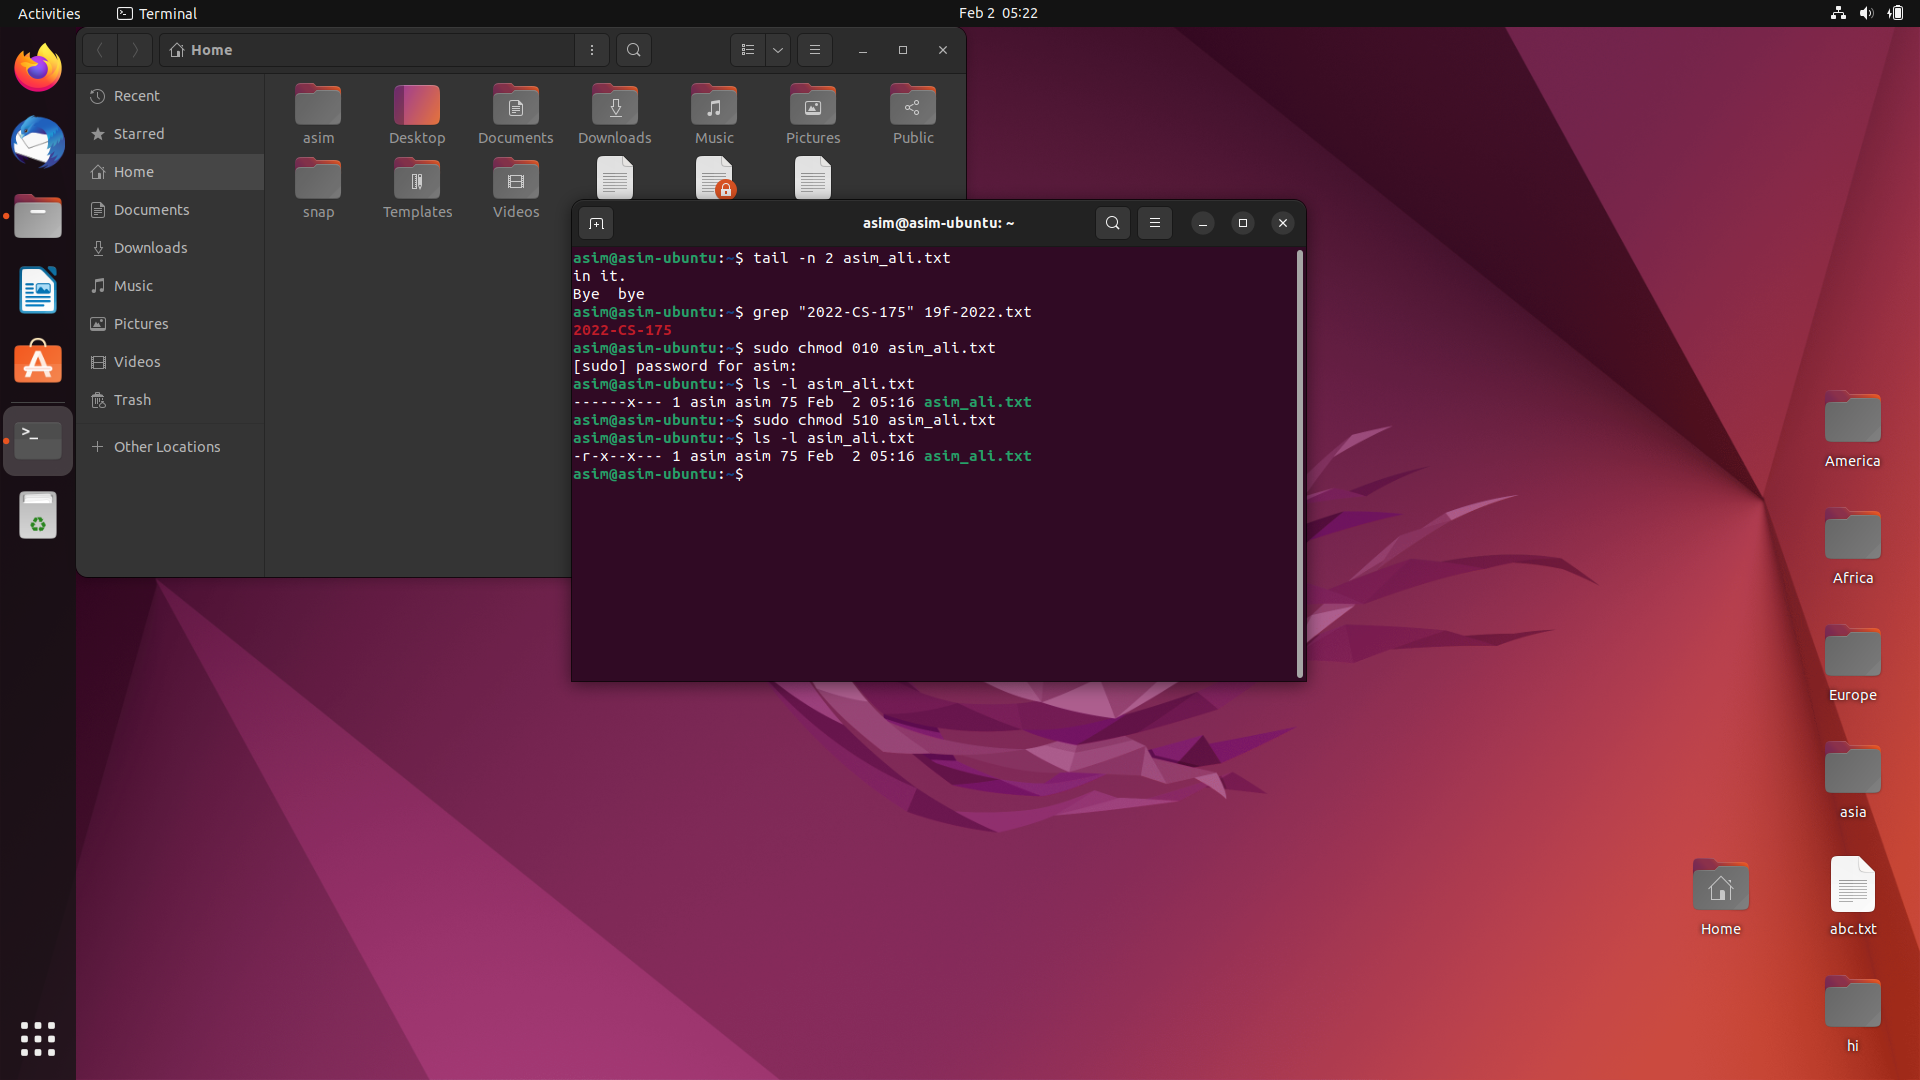 Activities
Terminal
Feb 2 05:22
Home
Recent
Starred
Home
Documents
Downloads
Music
Pictures
Videos
Trash
Other Locations
asim
Desktop
Documents
Downloads
Music
Pictures
Public
snap
Templates
Videos
asim@asim-ubuntu: ~
asim@asim-ubuntu:~$ tail -n 2 asim_ali.txt
in it.
Bye  bye
asim@asim-ubuntu:~$ grep "2022-CS-175" 19f-2022.txt
2022-CS-175
asim@asim-ubuntu:~$ sudo chmod 010 asim_ali.txt
[sudo] password for asim:
asim@asim-ubuntu:~$ ls -l asim_ali.txt
------x--- 1 asim asim 75 Feb  2 05:16 asim_ali.txt
asim@asim-ubuntu:~$ sudo chmod 510 asim_ali.txt
asim@asim-ubuntu:~$ ls -l asim_ali.txt
-r-x--x--- 1 asim asim 75 Feb  2 05:16 asim_ali.txt
asim@asim-ubuntu:~$
America
Africa
Europe
asia
Home
abc.txt
hi